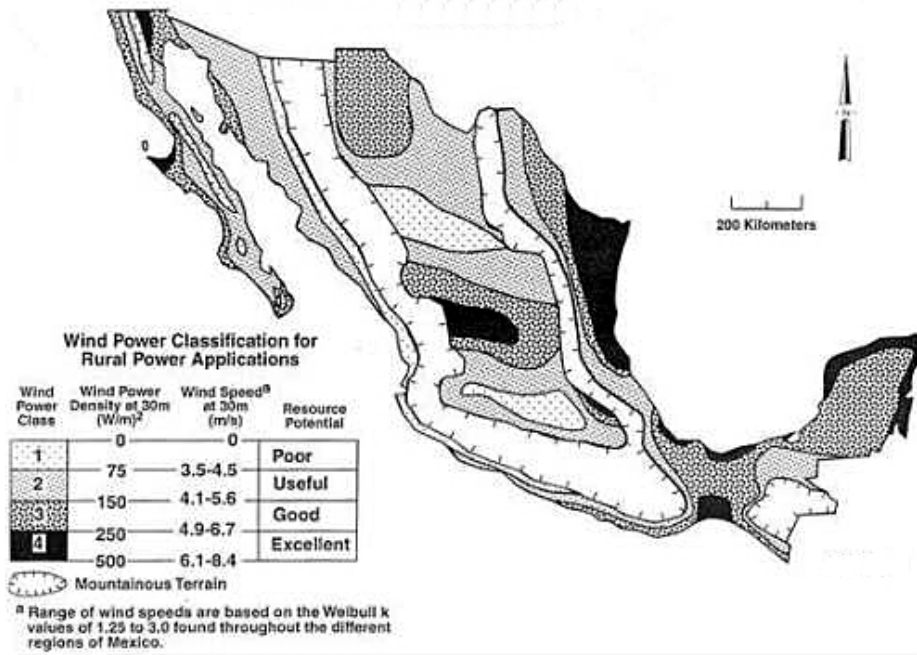 N
200 Kilometers
Wind Power Classification for
Rural Power Applications
Wind Power Class
Wind Power Density at 30m (W/m)²
Wind Speedᵃ at 30m (m/s)
Resource Potential
0 0
1 Poor
75 3.5-4.5
2 Useful
150 4.1-5.6
3 Good
250 4.9-6.7
4 Excellent
500 6.1-8.4
Mountainous Terrain
ᵃ Range of wind speeds are based on the Weibull k
values of 1.25 to 3.0 found throughout the different
regions of Mexico.